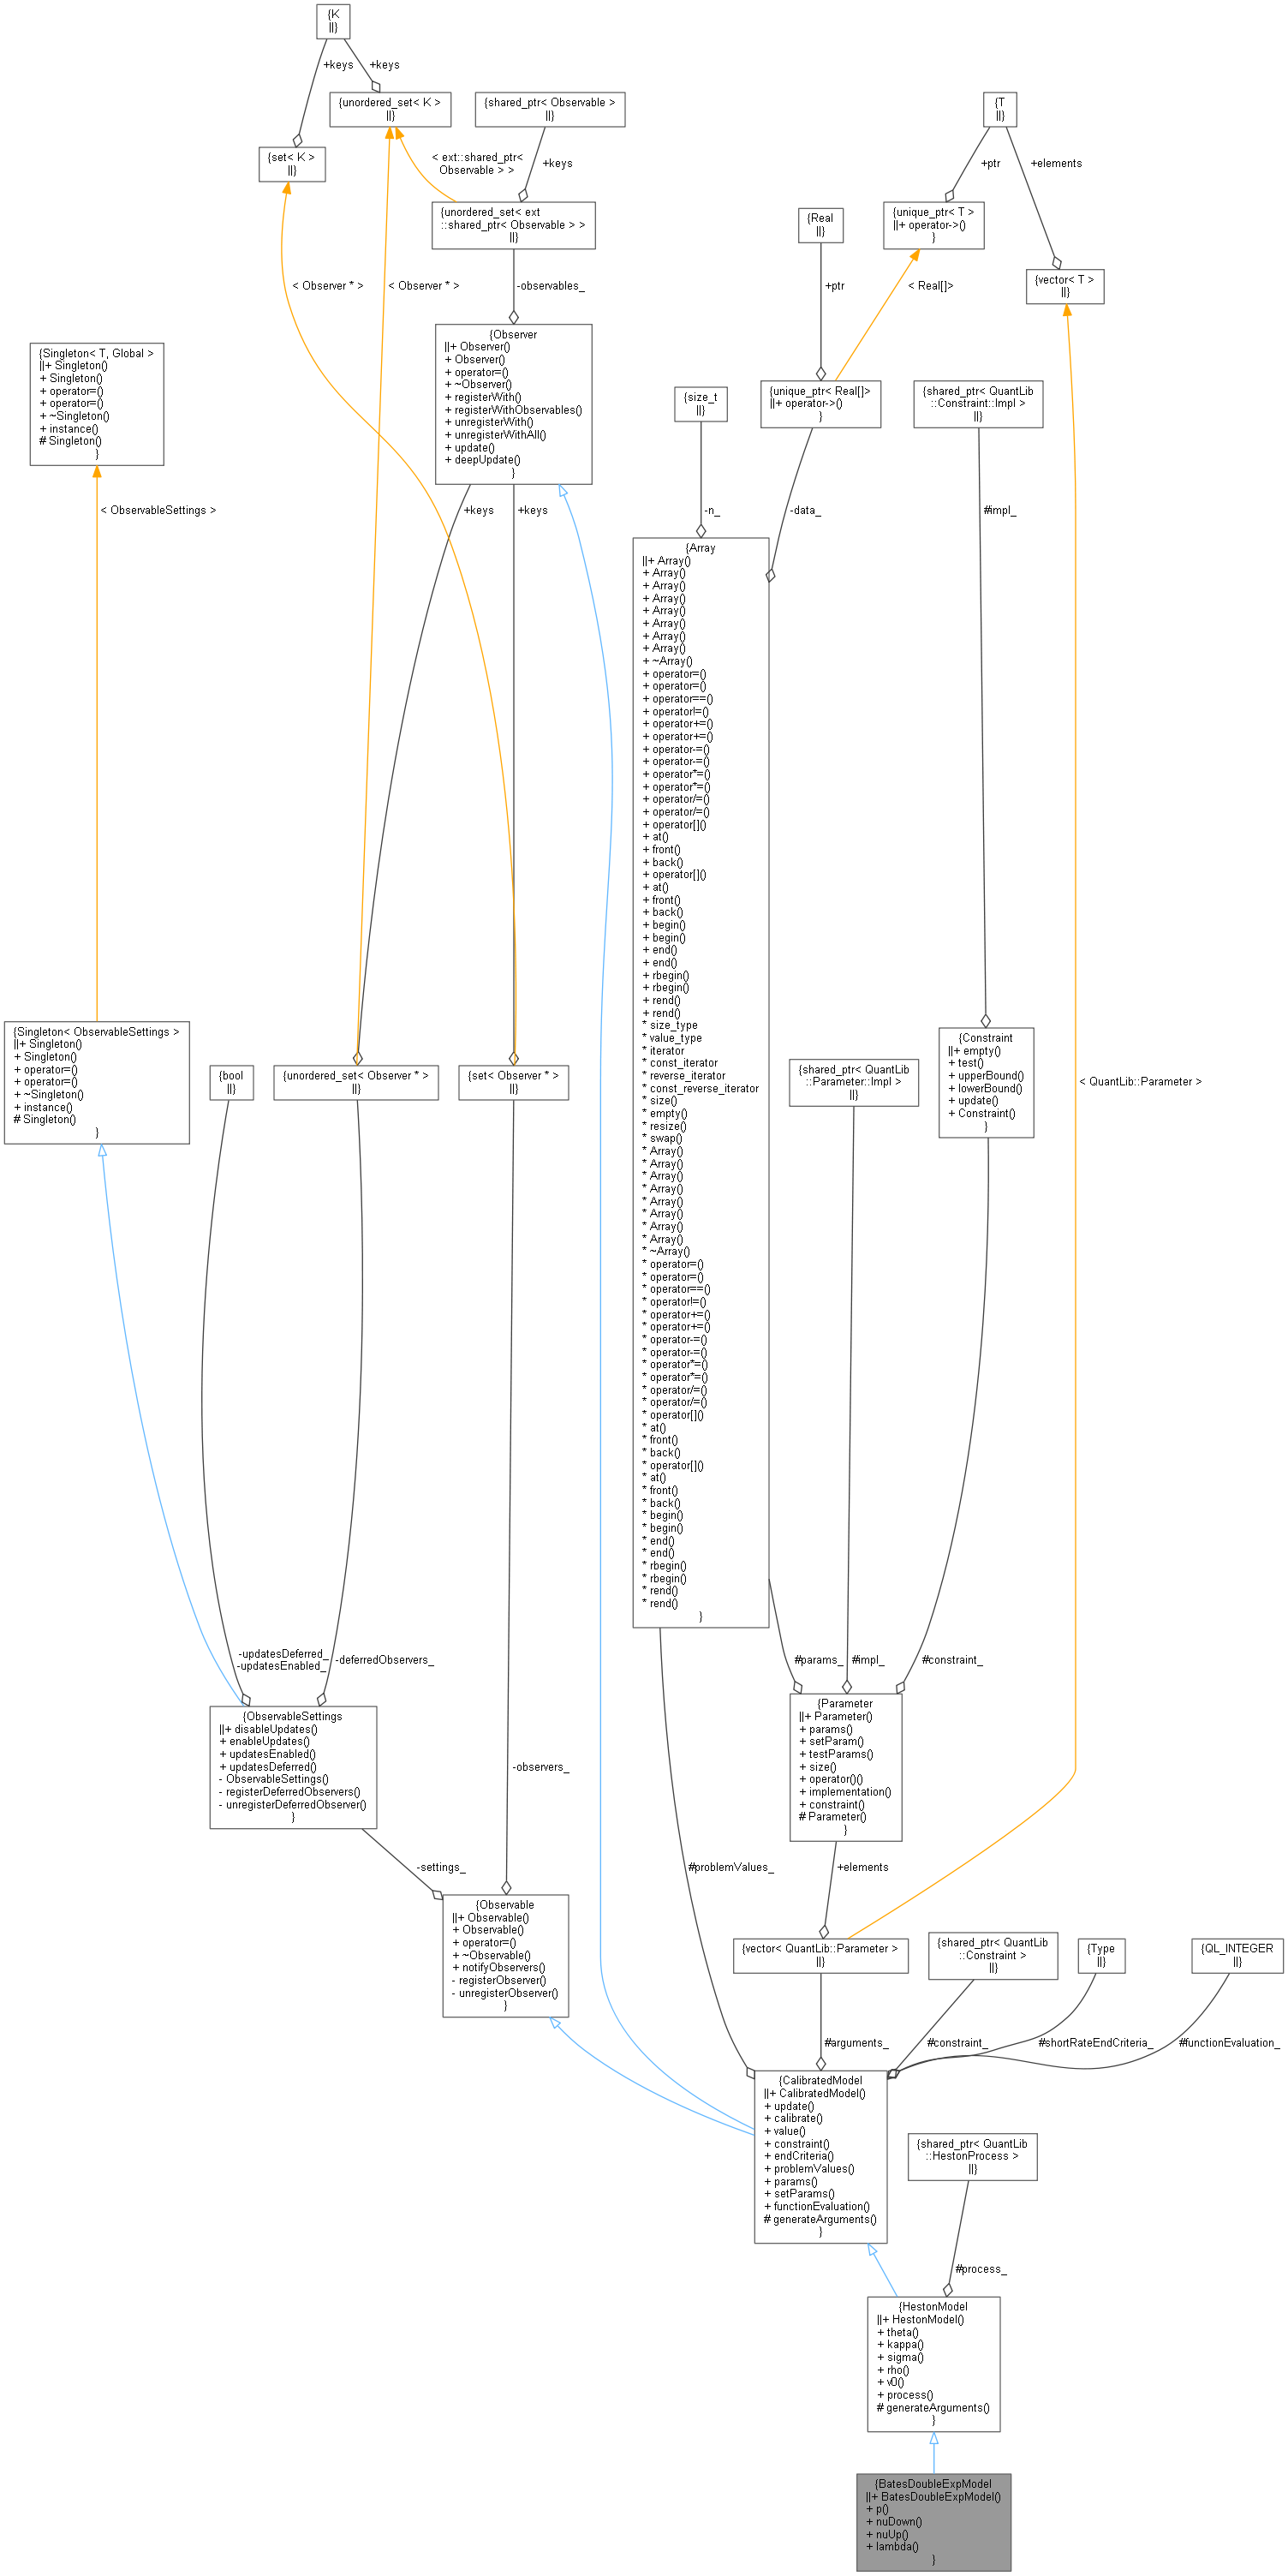 {K
||}
+keys
+keys
{unordered_set< K >
||}
{shared_ptr< Observable >
||}
{T
||}
{set< K >
||}
< ext::shared_ptr<
Observable > >
+keys
+ptr
+elements
{unordered_set< ext
::shared_ptr< Observable > >
||}
{Real
||}
{unique_ptr< T >
||+ operator->()
}
{vector< T >
||}
< Observer * >
< Observer * >
-observables_
+ptr
< Real[]>
{Singleton< T, Global >
||+ Singleton()
+ Singleton()
+ operator=()
+ operator=()
+ ~Singleton()
+ instance()
# Singleton()
}
{Observer
||+ Observer()
+ Observer()
+ operator=()
+ ~Observer()
+ registerWith()
+ registerWithObservables()
+ unregisterWith()
+ unregisterWithAll()
+ update()
+ deepUpdate()
}
{size_t
||}
{unique_ptr< Real[]>
||+ operator->()
}
{shared_ptr< QuantLib
::Constraint::Impl >
||}
< ObservableSettings >
+keys
+keys
-n_
-data_
#impl_
{Array
||+ Array()
+ Array()
+ Array()
+ Array()
+ Array()
+ Array()
+ Array()
+ Array()
+ ~Array()
+ operator=()
+ operator=()
+ operator==()
+ operator!=()
+ operator+=()
+ operator+=()
+ operator-=()
+ operator-=()
+ operator*=()
+ operator*=()
+ operator/=()
+ operator/=()
+ operator[]()
+ at()
+ front()
+ back()
+ operator[]()
+ at()
+ front()
+ back()
+ begin()
+ begin()
+ end()
+ end()
+ rbegin()
+ rbegin()
+ rend()
+ rend()
* size_type
* value_type
* iterator
* const_iterator
* reverse_iterator
* const_reverse_iterator
* size()
* empty()
* resize()
* swap()
* Array()
* Array()
* Array()
* Array()
* Array()
* Array()
* Array()
* Array()
* ~Array()
* operator=()
* operator=()
* operator==()
* operator!=()
* operator+=()
* operator+=()
* operator-=()
* operator-=()
* operator*=()
* operator*=()
* operator/=()
* operator/=()
* operator[]()
* at()
* front()
* back()
* operator[]()
* at()
* front()
* back()
* begin()
* begin()
* end()
* end()
* rbegin()
* rbegin()
* rend()
* rend()
}
{Singleton< ObservableSettings >
||+ Singleton()
+ Singleton()
+ operator=()
+ operator=()
+ ~Singleton()
+ instance()
# Singleton()
}
{bool
||}
{unordered_set< Observer * >
||}
{set< Observer * >
||}
{shared_ptr< QuantLib
::Parameter::Impl >
||}
{Constraint
||+ empty()
+ test()
+ upperBound()
+ lowerBound()
+ update()
+ Constraint()
}
< QuantLib::Parameter >
-updatesDeferred_
-updatesEnabled_
-deferredObservers_
#params_
#impl_
#constraint_
{ObservableSettings
||+ disableUpdates()
+ enableUpdates()
+ updatesEnabled()
+ updatesDeferred()
- ObservableSettings()
- registerDeferredObservers()
- unregisterDeferredObserver()
}
-observers_
{Parameter
||+ Parameter()
+ params()
+ setParam()
+ testParams()
+ size()
+ operator()()
+ implementation()
+ constraint()
# Parameter()
}
-settings_
#problemValues_
+elements
{Observable
||+ Observable()
+ Observable()
+ operator=()
+ ~Observable()
+ notifyObservers()
- registerObserver()
- unregisterObserver()
}
{vector< QuantLib::Parameter >
||}
{shared_ptr< QuantLib
::Constraint >
||}
{Type
||}
{QL_INTEGER
||}
#arguments_
#constraint_
#shortRateEndCriteria_
#functionEvaluation_
{CalibratedModel
||+ CalibratedModel()
+ update()
+ calibrate()
+ value()
+ constraint()
+ endCriteria()
+ problemValues()
+ params()
+ setParams()
+ functionEvaluation()
# generateArguments()
}
{shared_ptr< QuantLib
::HestonProcess >
||}
#process_
{HestonModel
||+ HestonModel()
+ theta()
+ kappa()
+ sigma()
+ rho()
+ v0()
+ process()
# generateArguments()
}
{BatesDoubleExpModel
||+ BatesDoubleExpModel()
+ p()
+ nuDown()
+ nuUp()
+ lambda()
}